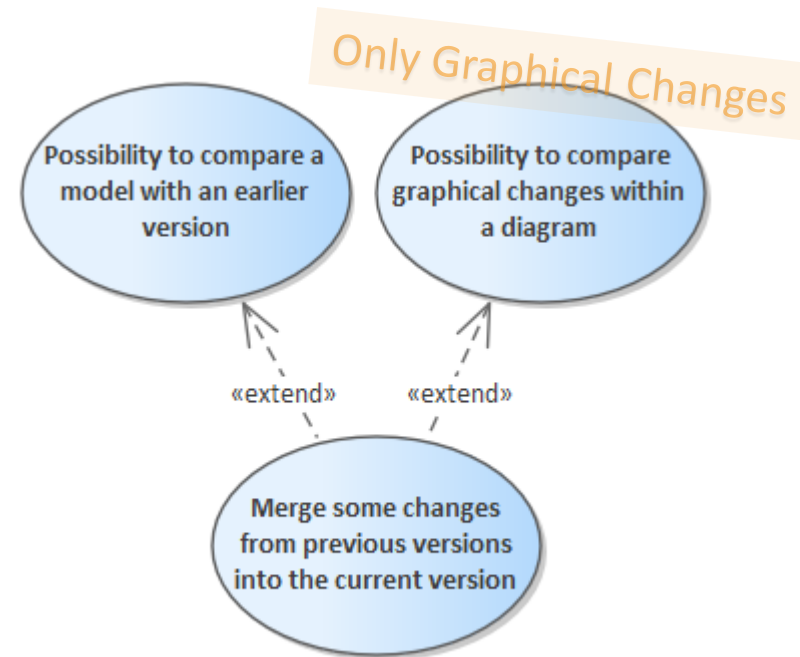 Only Graphical Changes
Possibility to compare a
model with an earlier
version
Possibility to compare
graphical changes within
a diagram
«extend»
«extend»
Merge some changes
from previous versions
into the current version